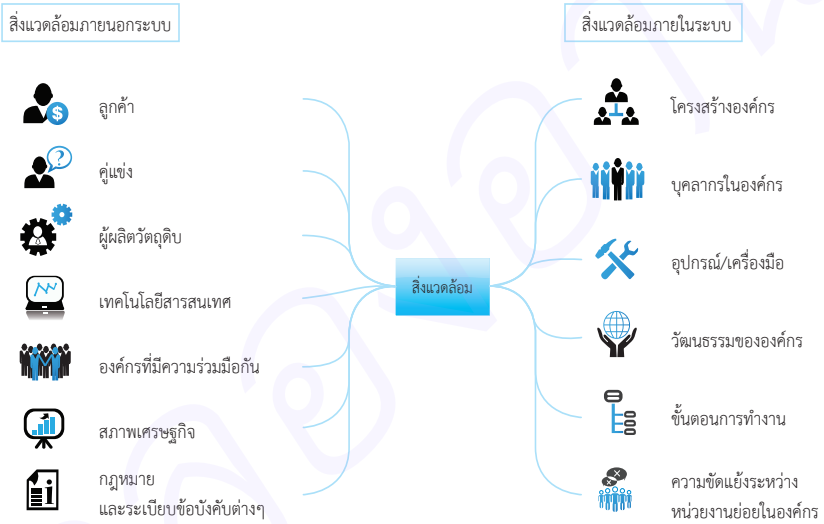 สิ่งแวดล้อมภายนอกระบบ
ลูกค้า
คู่แข่ง
ผู้ผลิตวัตถุดิบ
เทคโนโลยีสารสนเทศ
องค์กรที่มีความร่วมมือกัน
สภาพเศรษฐกิจ
กฎหมาย
และระเบียบข้อบังคับต่างๆ
สิ่งแวดล้อม
สิ่งแวดล้อมภายในระบบ
โครงสร้างองค์กร
บุคลากรในองค์กร
อุปกรณ์/เครื่องมือ
วัฒนธรรมขององค์กร
ขั้นตอนการทำงาน
ความขัดแย้งระหว่าง
หน่วยงานย่อยในองค์กร